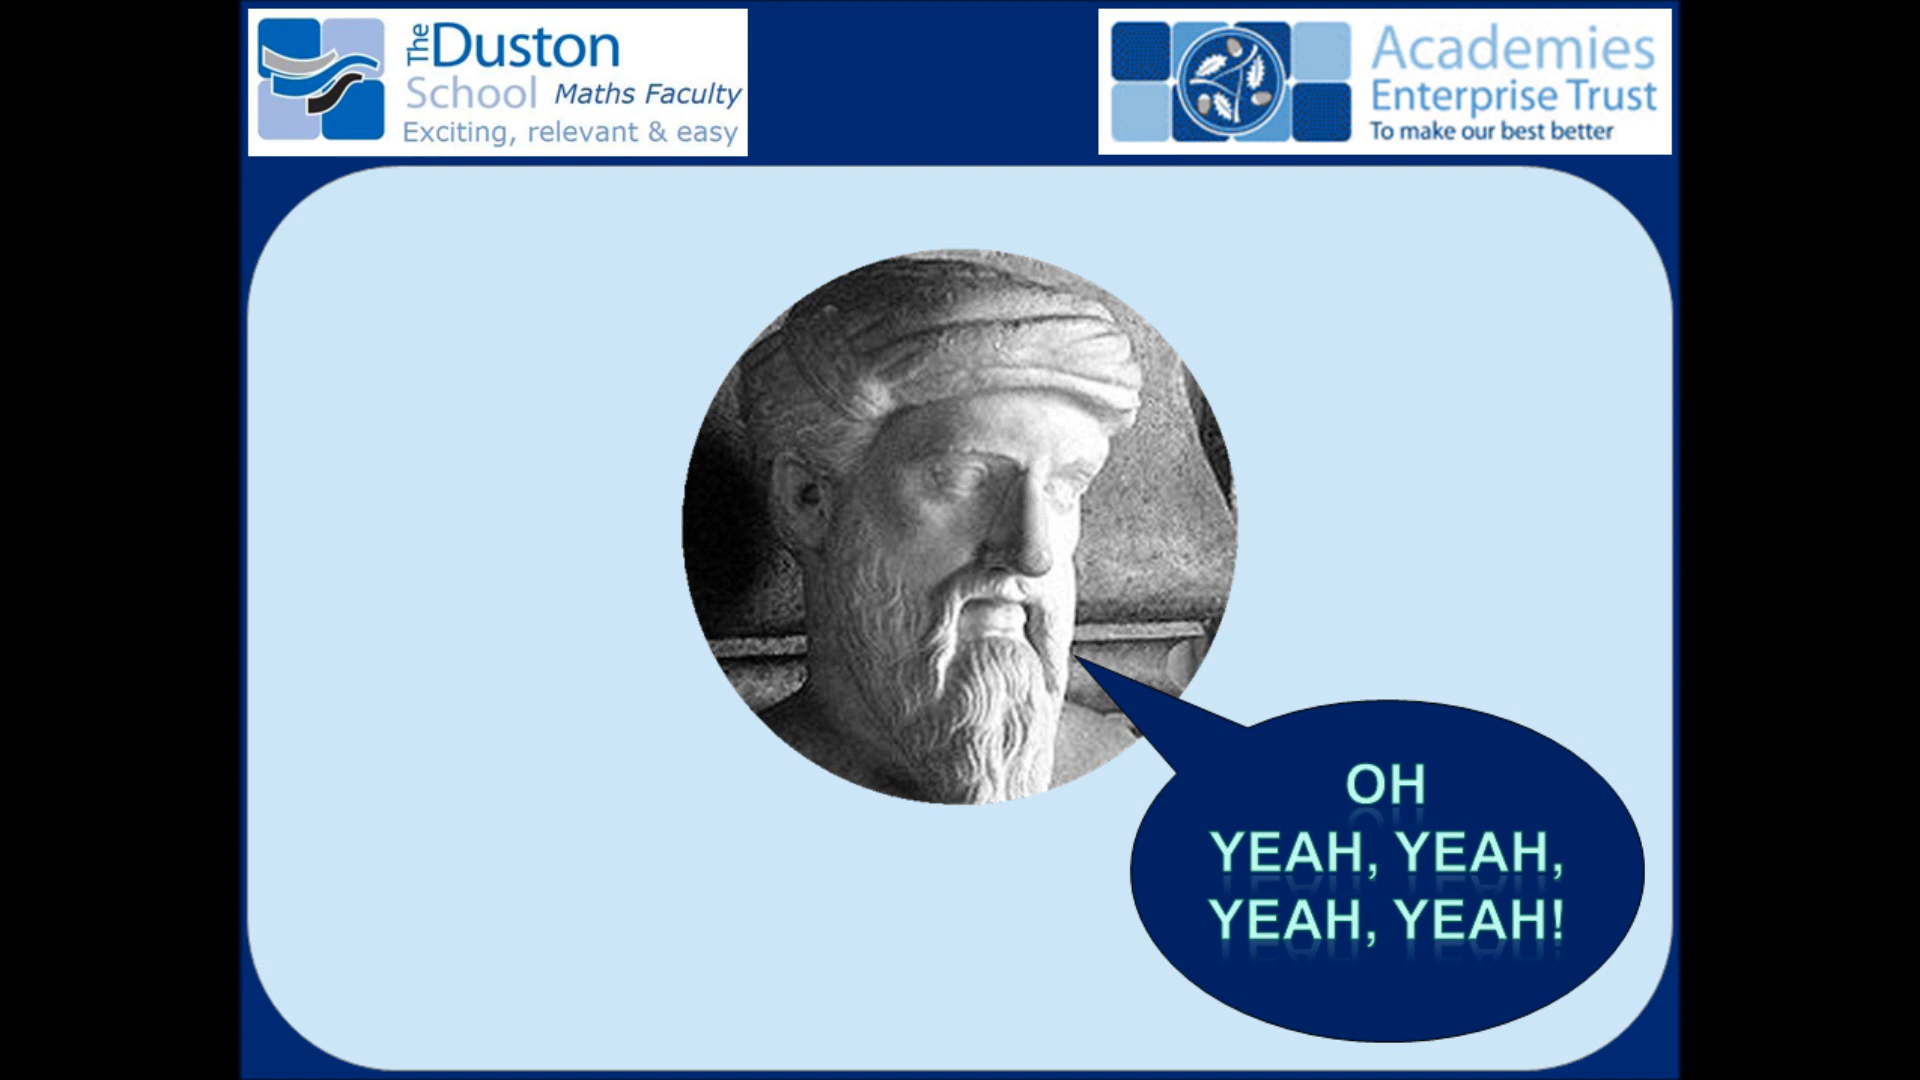 The Duston
School Maths Faculty
Exciting, relevant & easy
Academies
Enterprise Trust
To make our best better
OH
YEAH, YEAH,
YEAH, YEAH!